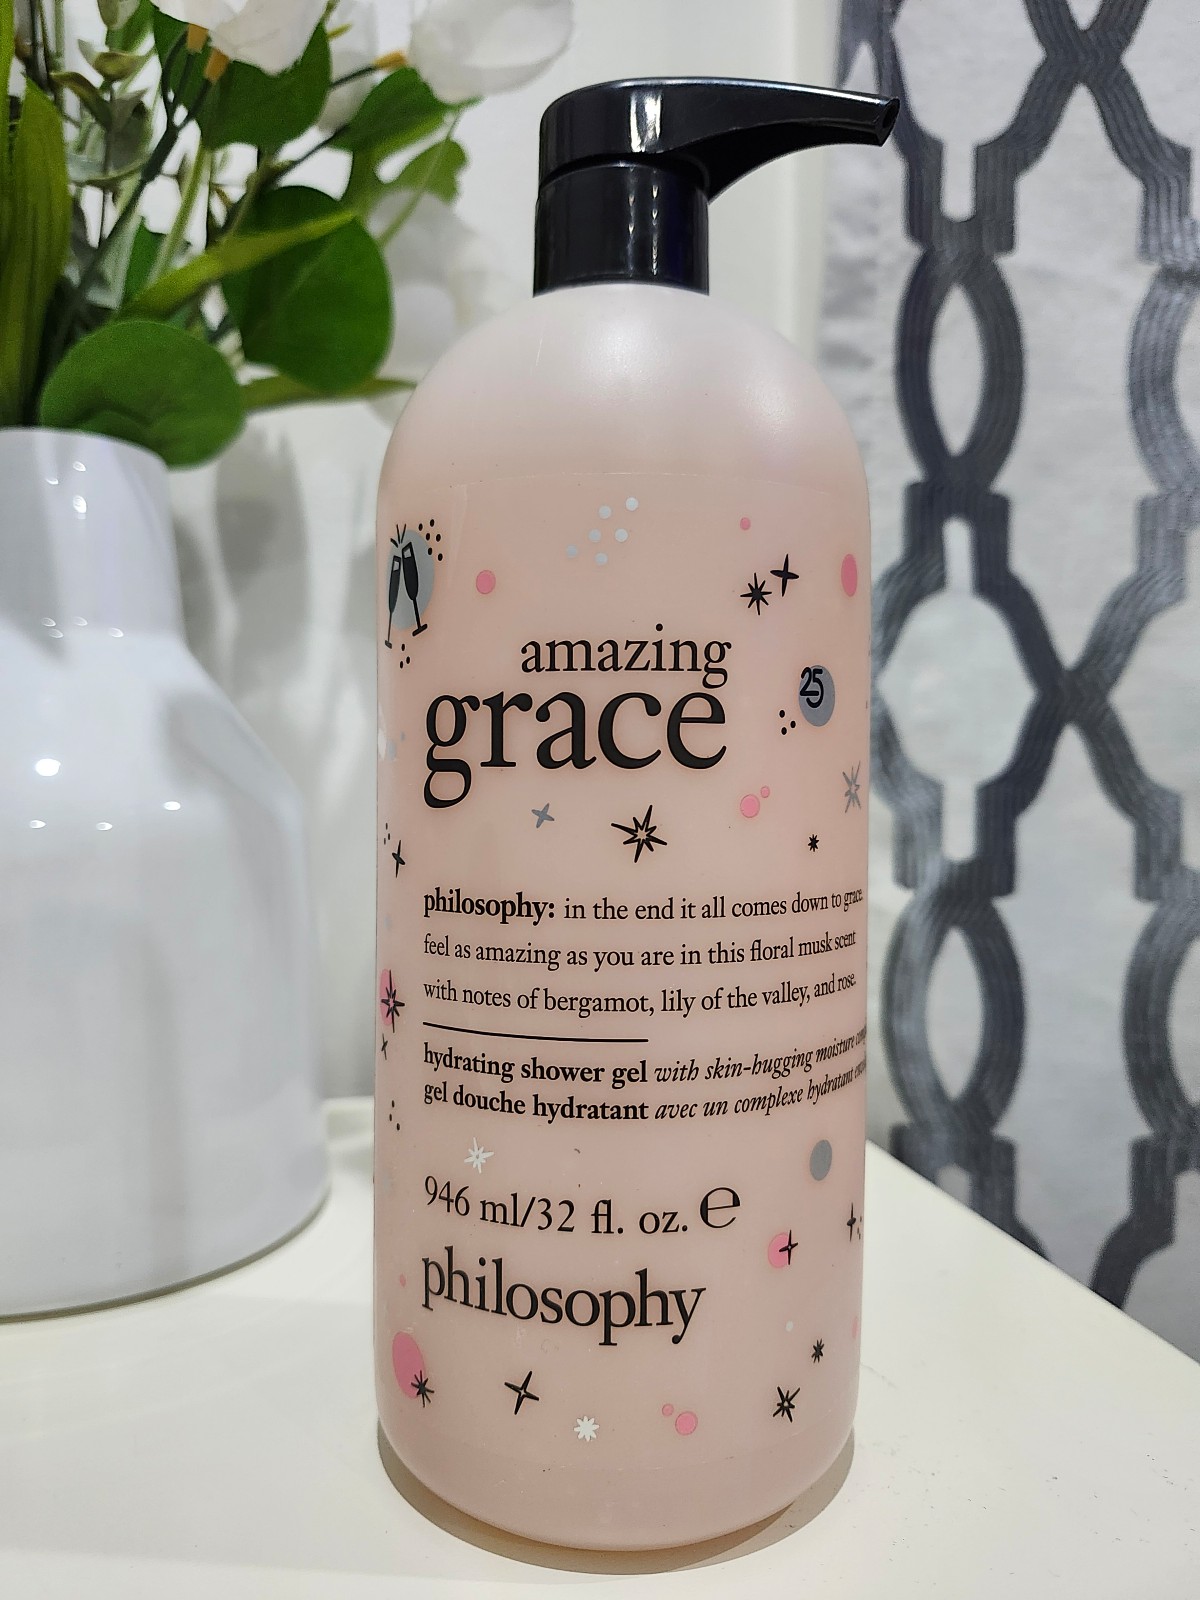 amazing
grace
25
philosophy: in the end it all comes down to grace.
feel as amazing as you are in this floral musk scent
with notes of bergamot, lily of the valley, and rose.
hydrating shower gel with skin-hugging moisture
gel douche hydratant avec un complexe hydratant
946 ml/32 fl. oz. e
philosophy